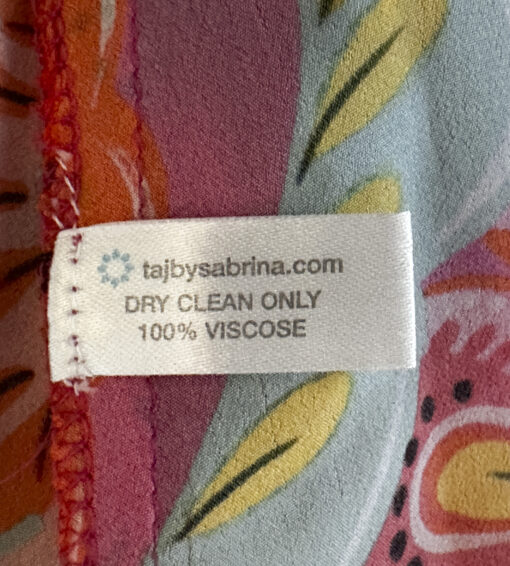 tajbysabrina.com
DRY CLEAN ONLY
100% VISCOSE